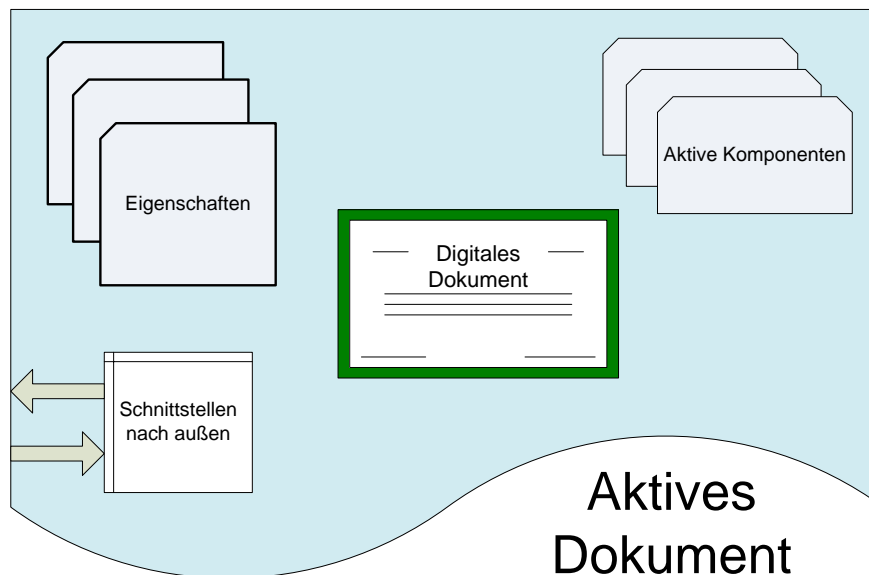 Eigenschaften
Aktive Komponenten
Digitales
Dokument
Schnittstellen
nach außen
Aktives
Dokument